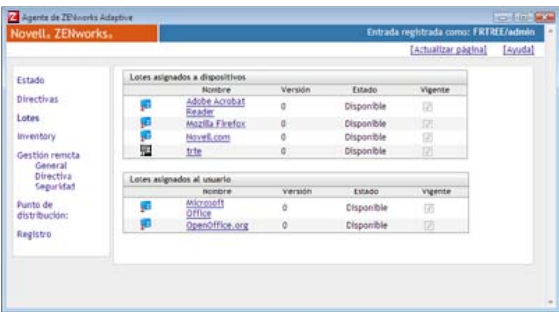 Agente de ZENworks Adaptive
Novell® ZENworks®
Entrada registrada como: FRTREE/admin
[Actualizar página] [Ayuda]
Estado
Directivas
Lotes
Inventory
Gestión remota
General
Directiva
Seguridad
Punto de
distribución:
Registro
Lotes asignados a dispositivos
Nombre Versión Estado Vigente
Adobe Acrobat
Reader 0 Disponible
Mozilla Firefox 0 Disponible
Novell.com 0 Disponible
trte 0 Disponible
Lotes asignados al usuario
Nombre Versión Estado Vigente
Microsoft
Office 0 Disponible
OpenOffice.org 0 Disponible